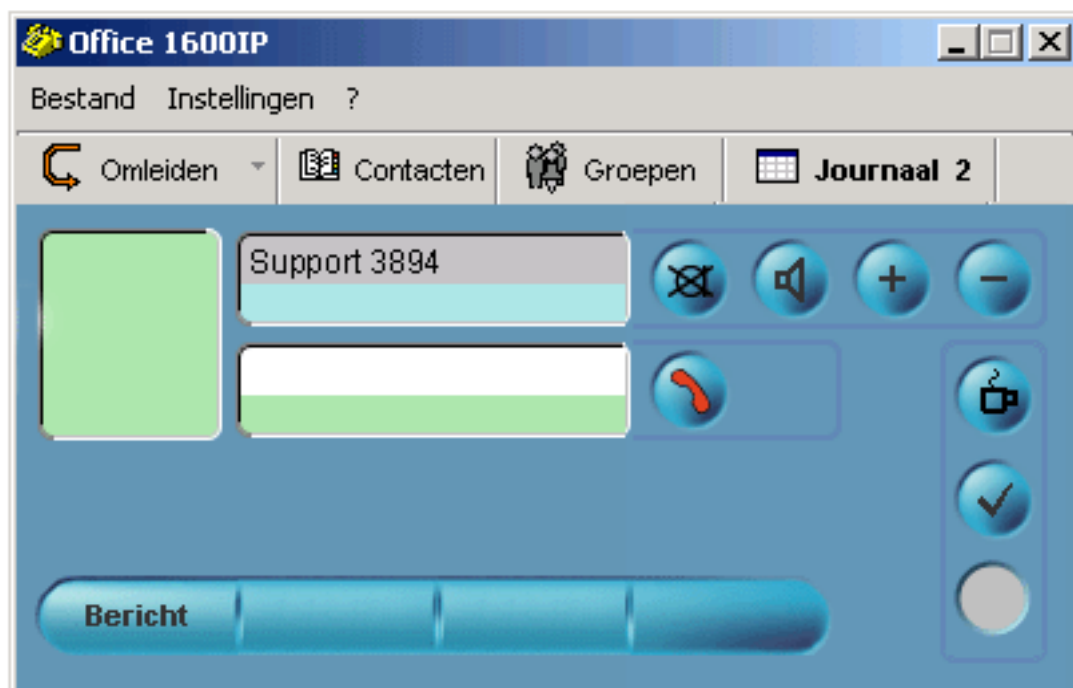 Office 1600IP
Bestand Instellingen ?
Omleiden Contacten Groepen Journaal 2
Support 3894
Bericht